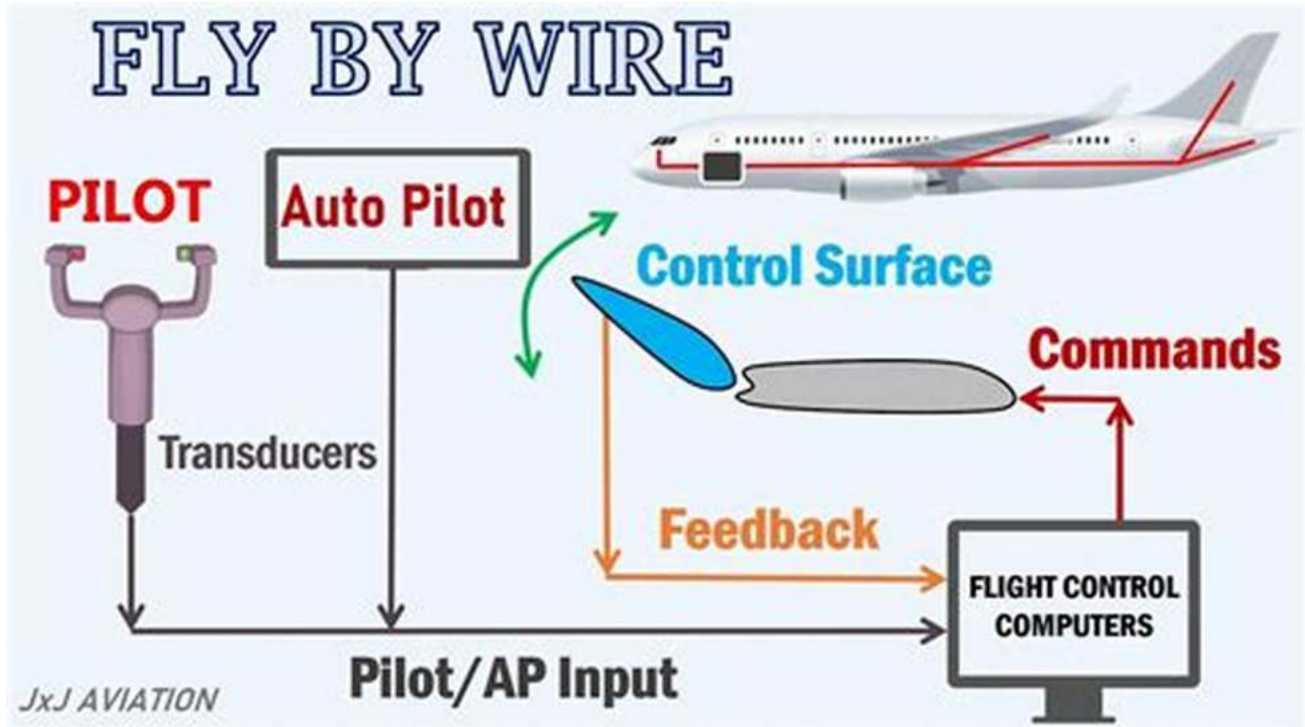 FLY BY WIRE
PILOT
Auto Pilot
Control Surface
Commands
Transducers
Feedback
FLIGHT CONTROL
COMPUTERS
Pilot/AP Input
JxJ AVIATION